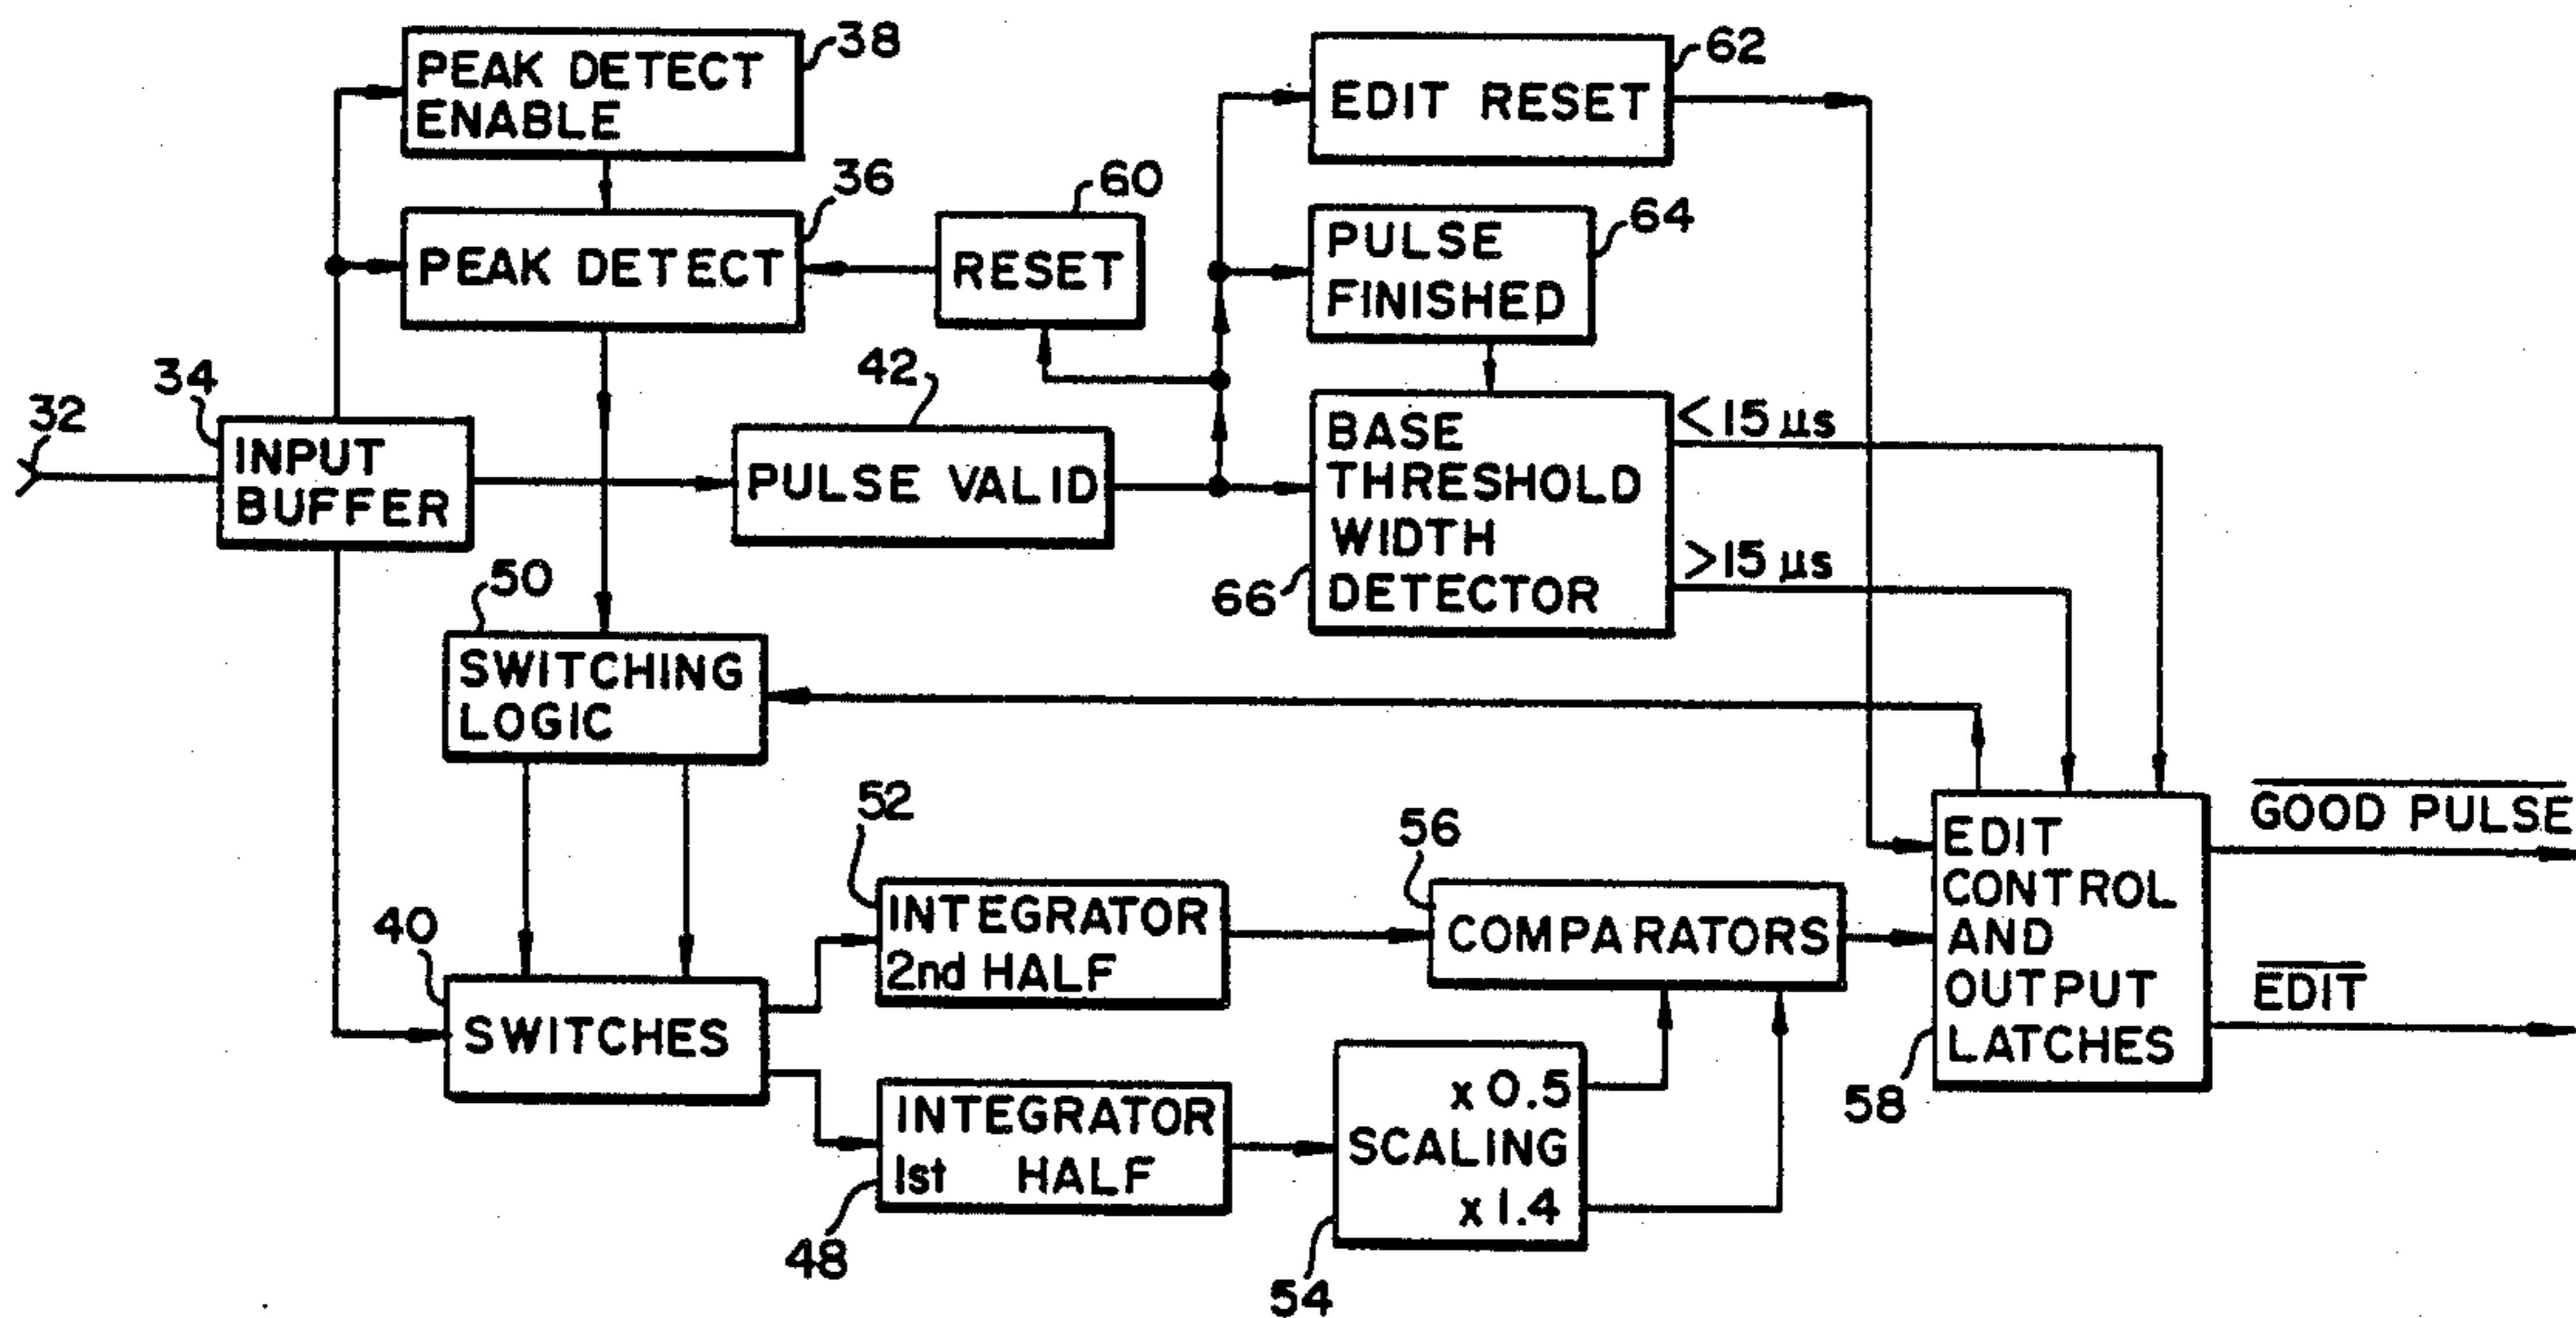 PEAK DETECT
ENABLE
38
EDIT RESET
62
PEAK DETECT
36
RESET
60
PULSE
FINISHED
64
32
34
INPUT
BUFFER
42
PULSE VALID
BASE
THRESHOLD
WIDTH
DETECTOR
66
<15 μs
>15 μs
50
SWITCHING
LOGIC
40
SWITCHES
52
INTEGRATOR
2nd HALF
INTEGRATOR
1st HALF
48
56
COMPARATORS
x 0.5
SCALING
x 1.4
54
EDIT
CONTROL
AND
OUTPUT
LATCHES
58
GOOD PULSE
EDIT